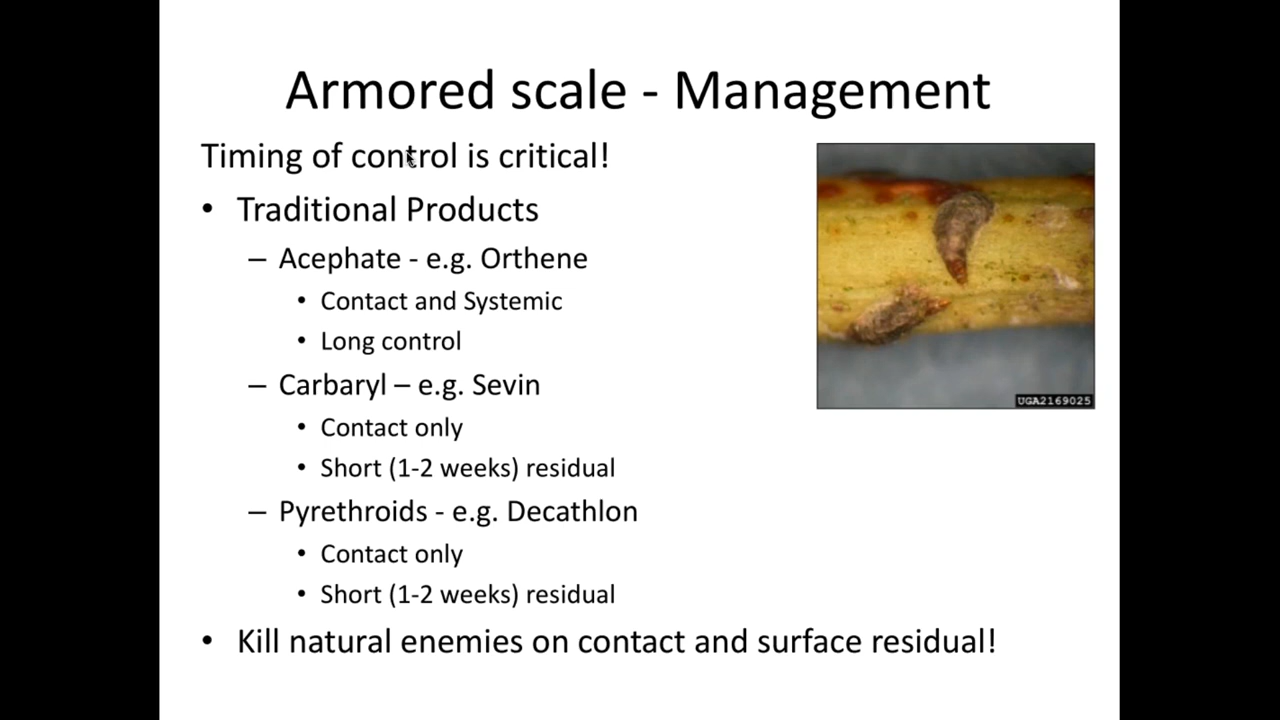 Armored scale - Management
Timing of control is critical!
• Traditional Products
– Acephate - e.g. Orthene
• Contact and Systemic
• Long control
– Carbaryl – e.g. Sevin
• Contact only
• Short (1-2 weeks) residual
– Pyrethroids - e.g. Decathlon
• Contact only
• Short (1-2 weeks) residual
• Kill natural enemies on contact and surface residual!
UGA2169025